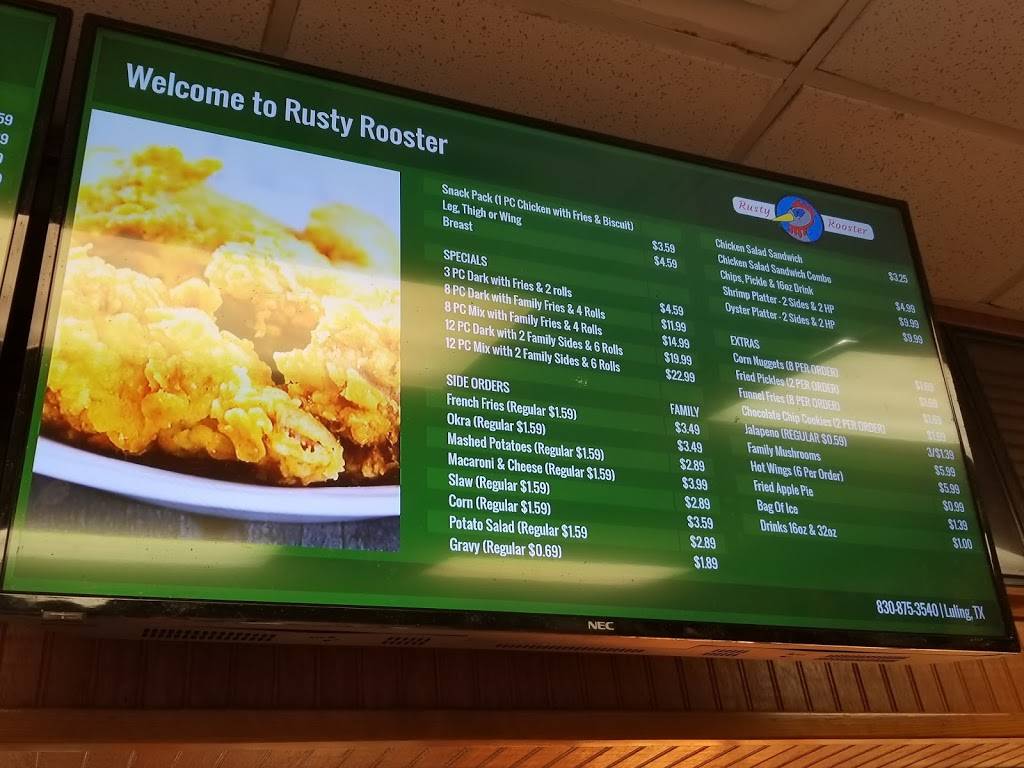 59
9
9
Welcome to Rusty Rooster
Snack Pack (1 PC Chicken with Fries & Biscuit)
Leg, Thigh or Wing $3.59
Breast $4.59
SPECIALS
3 PC Dark with Fries & 2 rolls $4.59
8 PC Dark with Family Fries & 4 Rolls $11.99
8 PC Mix with Family Fries & 4 Rolls $14.99
12 PC Dark with 2 Family Sides & 6 Rolls $19.99
12 PC Mix with 2 Family Sides & 6 Rolls $22.99
SIDE ORDERS FAMILY
French Fries (Regular $1.59) $3.49
Okra (Regular $1.59) $3.49
Mashed Potatoes (Regular $1.59) $2.89
Macaroni & Cheese (Regular $1.59) $3.99
Slaw (Regular $1.59) $2.89
Corn (Regular $1.59) $3.59
Potato Salad (Regular $1.59 $2.89
Gravy (Regular $0.69) $1.89
Rusty Rooster
Chicken Salad Sandwich $3.25
Chicken Salad Sandwich Combo
Chips, Pickle & 16oz Drink $4.99
Shrimp Platter - 2 Sides & 2 HP $9.99
Oyster Platter - 2 Sides & 2 HP $9.99
EXTRAS
Corn Nuggets (8 PER ORDER)
Fried Pickles (2 PER ORDER)
Funnel Fries (8 PER ORDER)
Chocolate Chip Cookies (2 PER ORDER)
Jalapeno (REGULAR $0.59) 3/$1.39
Family Mushrooms $5.99
Hot Wings (6 Per Order) $5.99
Fried Apple Pie $0.99
Bag Of Ice $1.39
Drinks 16oz & 32oz $1.00
830-875-3540 | Luling, TX
NEC